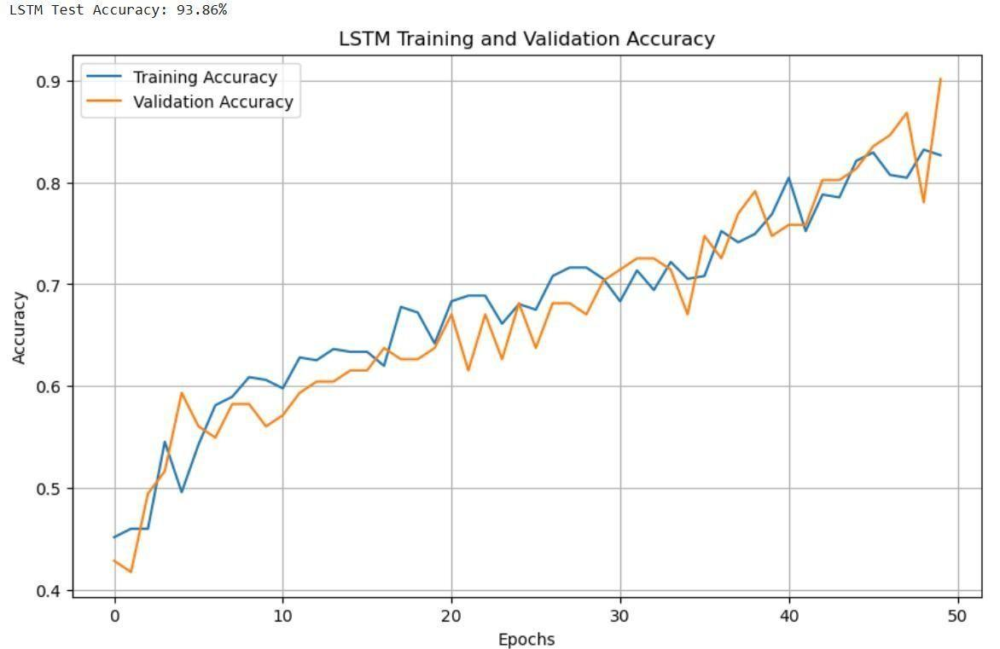 LSTM Test Accuracy: 93.86%
LSTM Training and Validation Accuracy
Training Accuracy
Validation Accuracy
0.9
0.8
0.7
0.6
0.5
0.4
Accuracy
0 10 20 30 40 50
Epochs